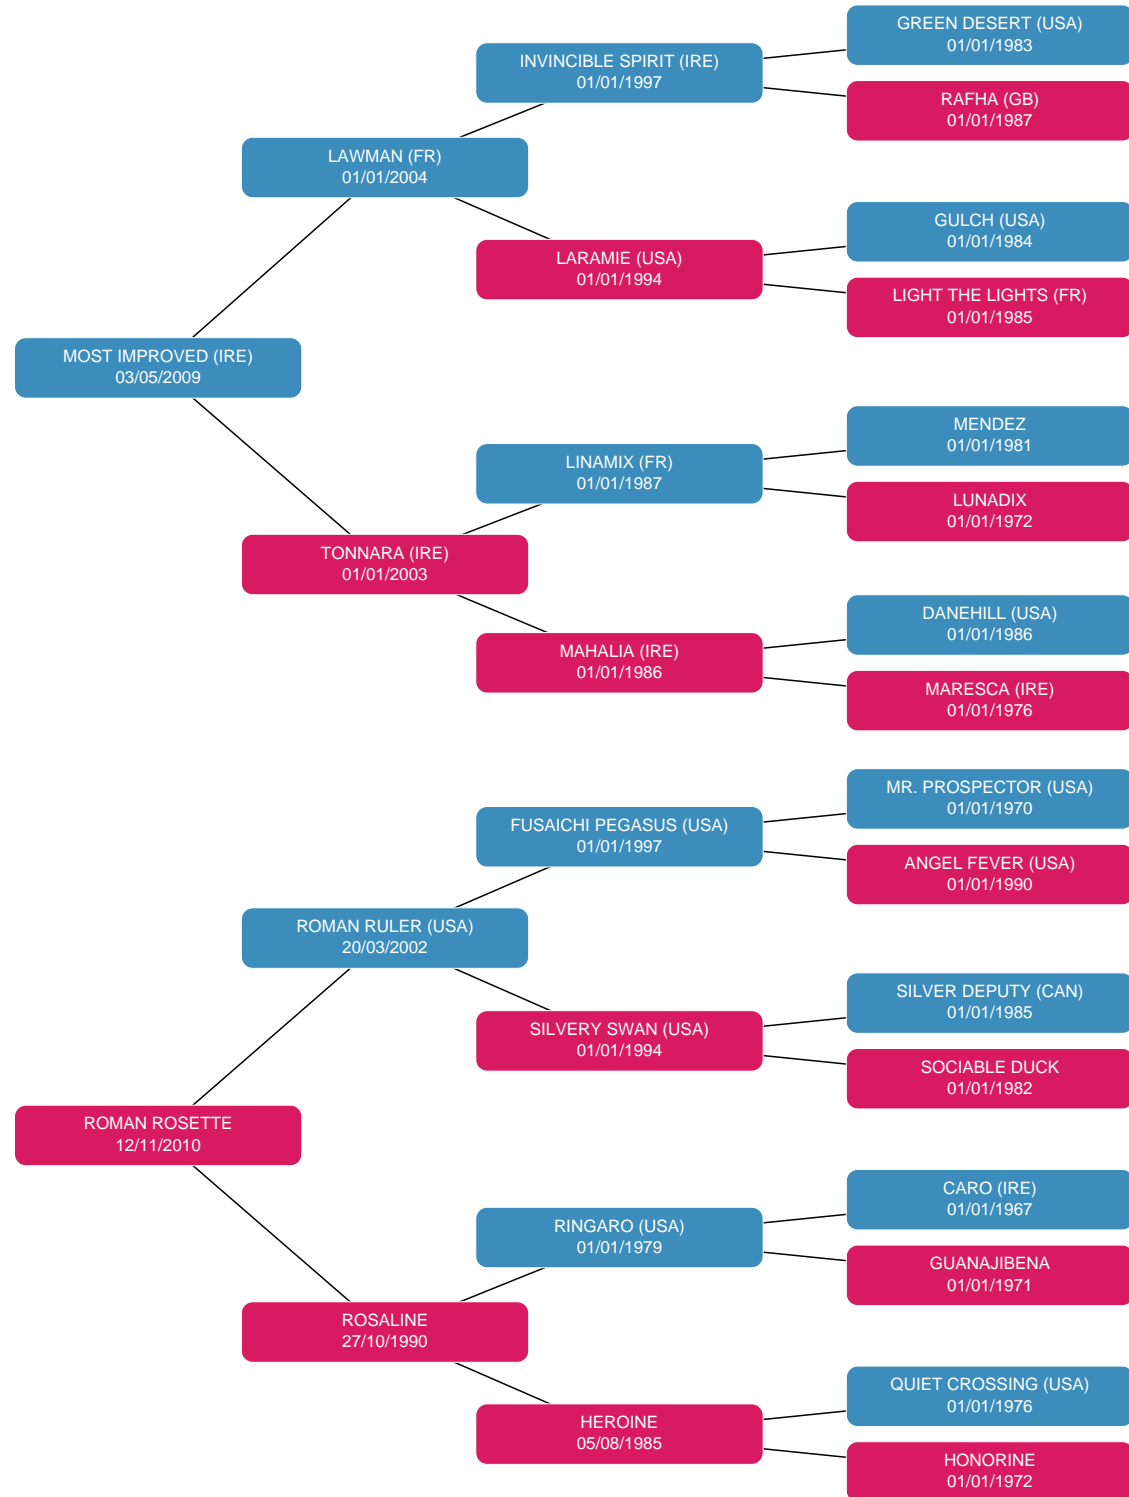 GREEN DESERT (USA)
01/01/1983
INVINCIBLE SPIRIT (IRE)
01/01/1997
RAFHA (GB)
01/01/1987
LAWMAN (FR)
01/01/2004
GULCH (USA)
01/01/1984
LARAMIE (USA)
01/01/1994
LIGHT THE LIGHTS (FR)
01/01/1985
MOST IMPROVED (IRE)
03/05/2009
MENDEZ
01/01/1981
LINAMIX (FR)
01/01/1987
LUNADIX
01/01/1972
TONNARA (IRE)
01/01/2003
DANEHILL (USA)
01/01/1986
MAHALIA (IRE)
01/01/1986
MARESCA (IRE)
01/01/1976
MR. PROSPECTOR (USA)
01/01/1970
FUSAICHI PEGASUS (USA)
01/01/1997
ANGEL FEVER (USA)
01/01/1990
ROMAN RULER (USA)
20/03/2002
SILVER DEPUTY (CAN)
01/01/1985
SILVERY SWAN (USA)
01/01/1994
SOCIABLE DUCK
01/01/1982
ROMAN ROSETTE
12/11/2010
CARO (IRE)
01/01/1967
RINGARO (USA)
01/01/1979
GUANAJIBENA
01/01/1971
ROSALINE
27/10/1990
QUIET CROSSING (USA)
01/01/1976
HEROINE
05/08/1985
HONORINE
01/01/1972